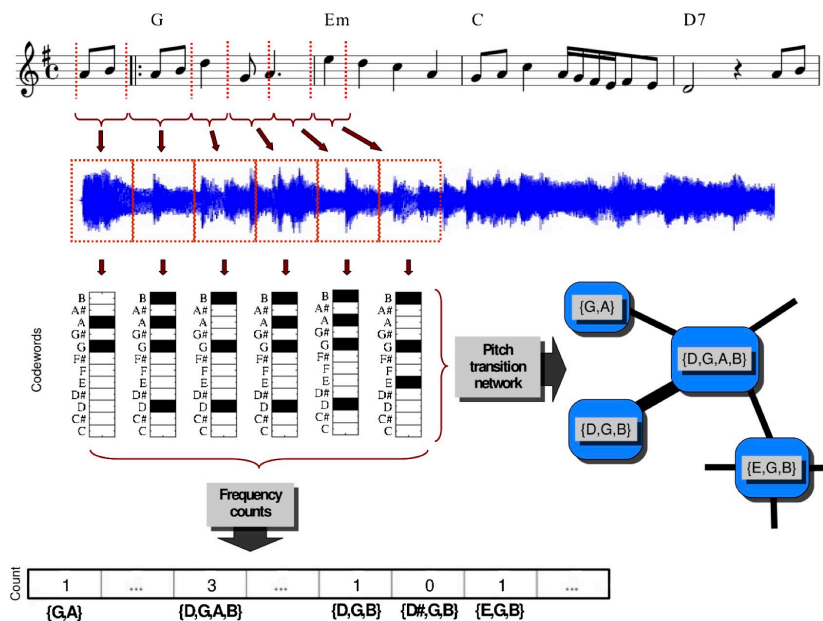 G Em C D7
Codewords
B B B B B B
A# A# A# A# A# A#
A A A A A A
G# G# G# G# G# G#
G G G G G G
F# F# F# F# F# F#
F F F F F F
E E E E E E
D# D# D# D# D# D#
D D D D D D
C# C# C# C# C# C#
C C C C C C
Pitch
transition
network
{G,A}
{D,G,A,B}
{D,G,B}
{E,G,B}
Frequency
counts
Count
1 ... 3 ... 1 0 1 ...
{G,A} {D,G,A,B} {D,G,B} {D#,G,B} {E,G,B}